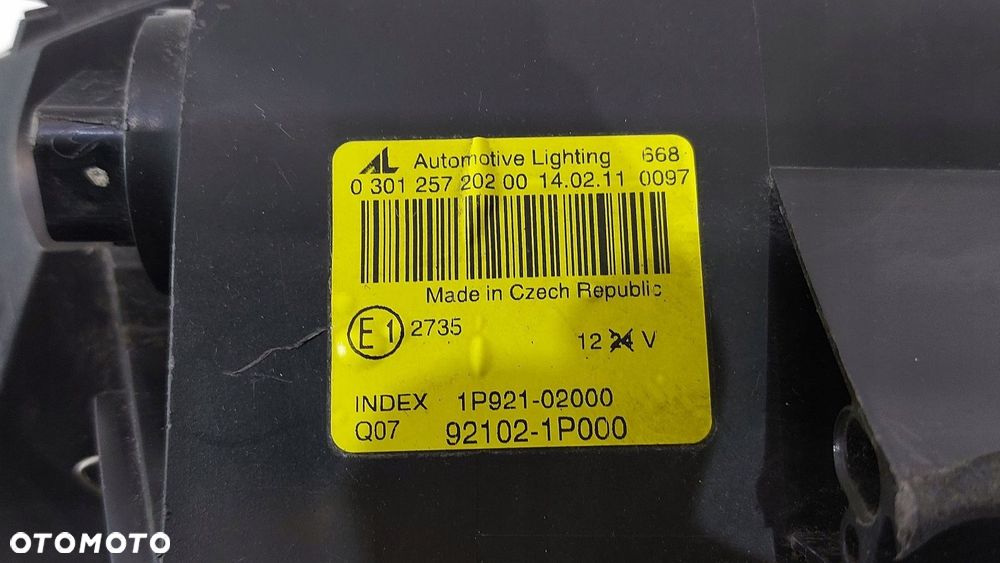 AL Automotive Lighting 668
0 301 257 202 00 14.02.11 0097
Made in Czech Republic
E1 2735
12 24 V
INDEX 1P921-02000
Q07 92102-1P000
OTOMOTO